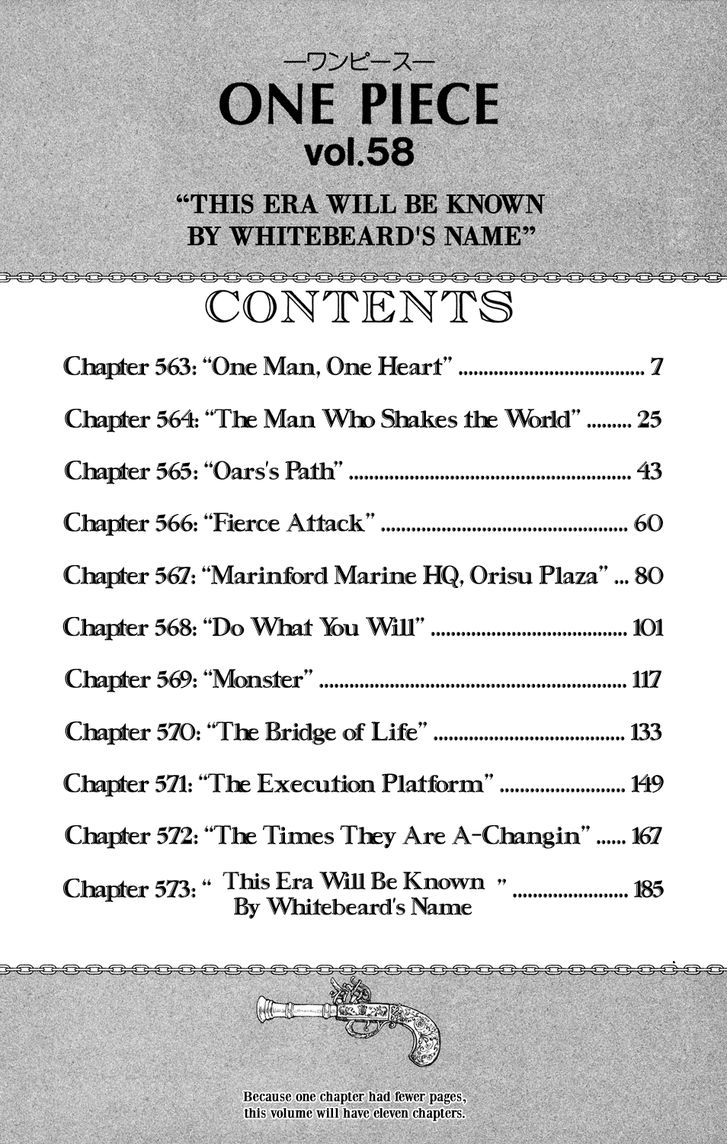 —ワンピース—
ONE PIECE
vol.58
“THIS ERA WILL BE KNOWN
BY WHITEBEARD'S NAME”
CONTENTS
Chapter 563: “One Man, One Heart” ..................................... 7
Chapter 564: “The Man Who Shakes the World” ......... 25
Chapter 565: “Oars's Path” ........................................................ 43
Chapter 566: “Fierce Attack” ................................................. 60
Chapter 567: “Marinford Marine HQ, Orisu Plaza” ... 80
Chapter 568: “Do What You Will” ....................................... 101
Chapter 569: “Monster” ............................................................. 117
Chapter 570: “The Bridge of Life” ...................................... 133
Chapter 571: “The Execution Platform” ......................... 149
Chapter 572: “The Times They Are A-Changin” ...... 167
Chapter 573: “ This Era Will Be Known ” ....................... 185
By Whitebeard's Name
Because one chapter had fewer pages,
this volume will have eleven chapters.